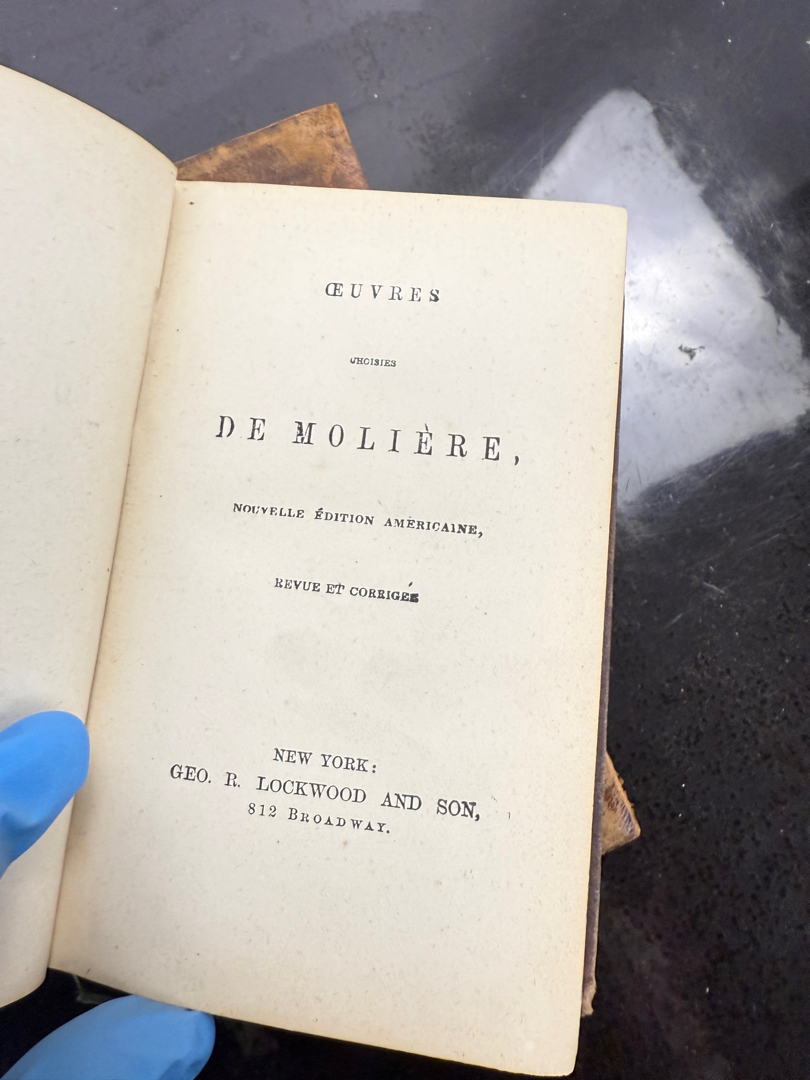 ŒUVRES
CHOISIES
DE MOLIÈRE,
NOUVELLE ÉDITION AMÉRICAINE,
REVUE ET CORRIGÉE
NEW YORK:
GEO. R. LOCKWOOD AND SON,
812 BROADWAY.